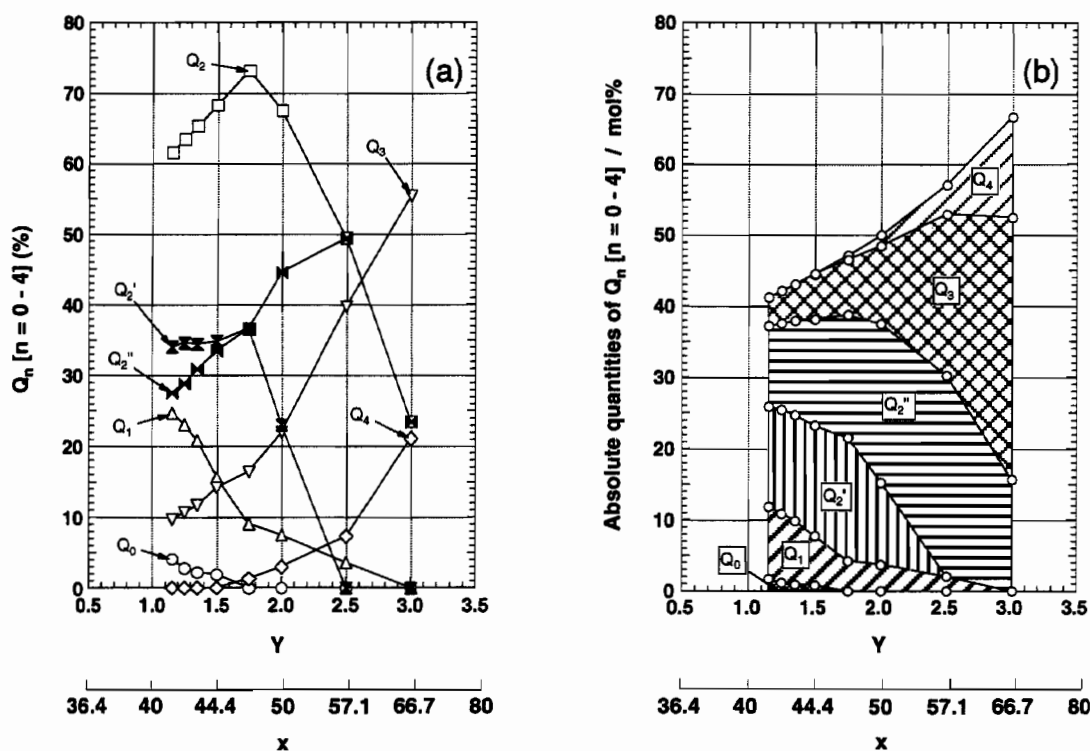 80
70
60
50
40
30
20
10
0
Q₂
Q₃
Q₂'
Q₂''
Q₁
Q₄
Q₀
(a)
Qₙ [n = 0 - 4] (%)
0.5 1.0 1.5 2.0 2.5 3.0 3.5
Y
36.4 40 44.4 50 57.1 66.7 80
x
80
70
60
50
40
30
20
10
0
(b)
Q₄
Q₃
Q₂''
Q₂'
Q₁
Q₀
Absolute quantities of Qₙ [n = 0 - 4] / mol%
0.5 1.0 1.5 2.0 2.5 3.0 3.5
Y
36.4 40 44.4 50 57.1 66.7 80
x